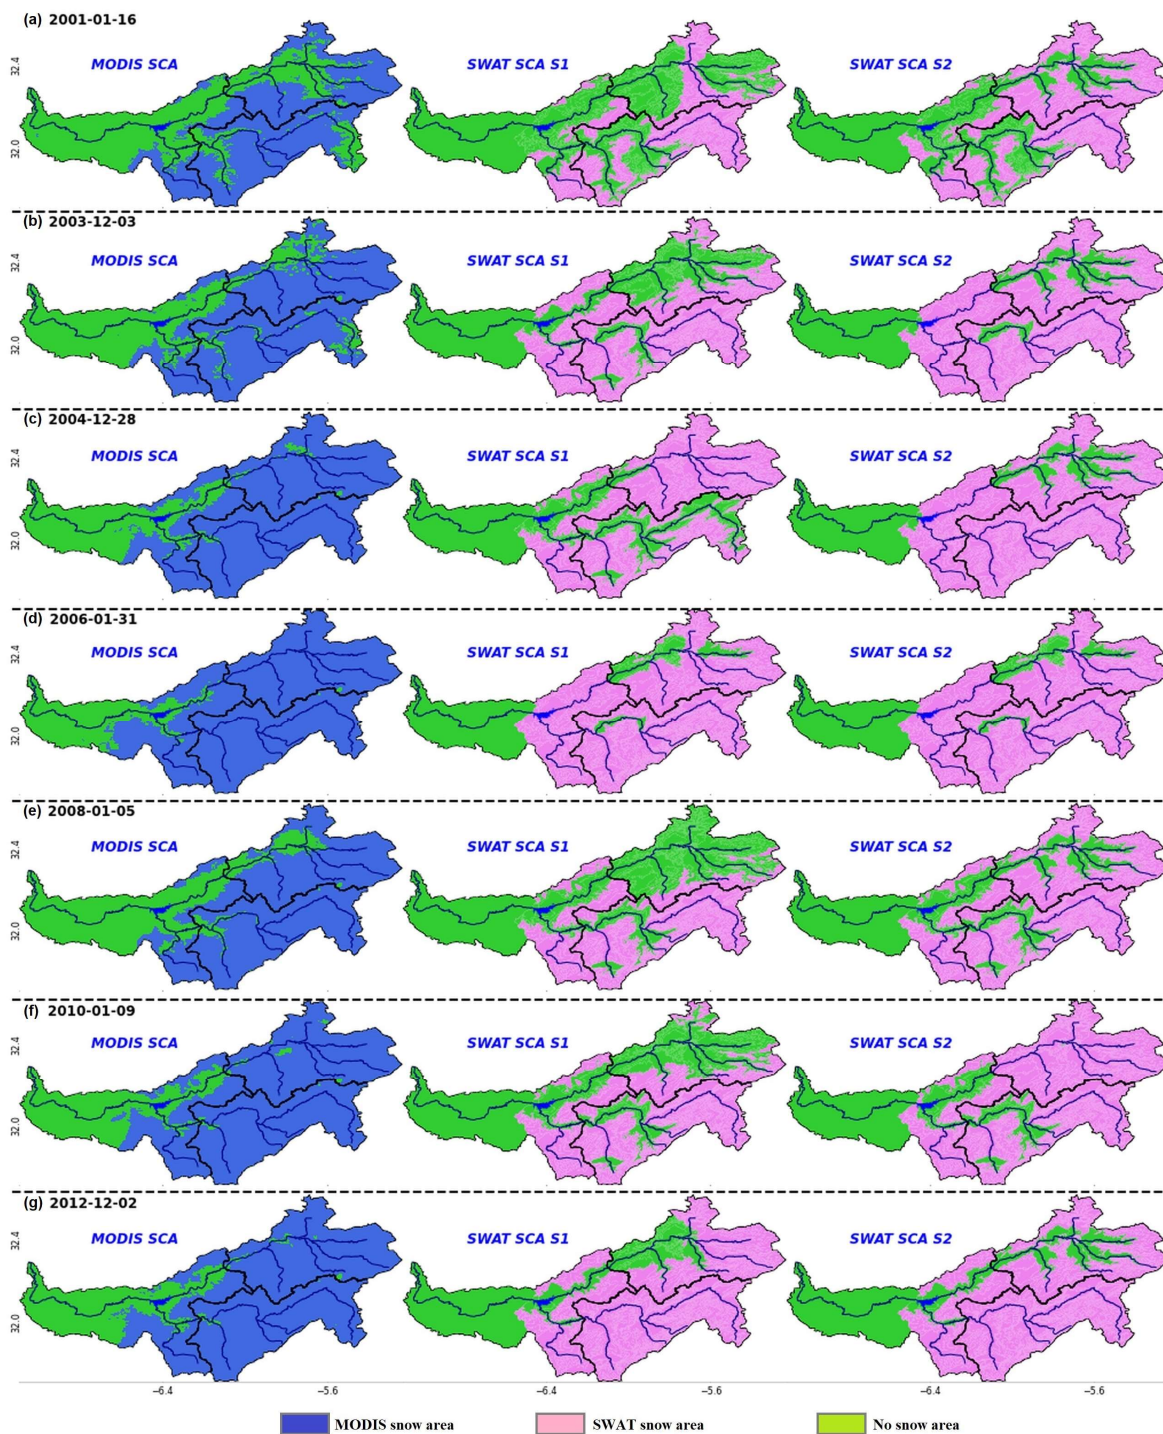 (a) 2001-01-16
MODIS SCA
SWAT SCA S1
SWAT SCA S2
32.4
32.0
(b) 2003-12-03
MODIS SCA
SWAT SCA S1
SWAT SCA S2
32.4
32.0
(c) 2004-12-28
MODIS SCA
SWAT SCA S1
SWAT SCA S2
32.4
32.0
(d) 2006-01-31
MODIS SCA
SWAT SCA S1
SWAT SCA S2
32.4
32.0
(e) 2008-01-05
MODIS SCA
SWAT SCA S1
SWAT SCA S2
32.4
32.0
(f) 2010-01-09
MODIS SCA
SWAT SCA S1
SWAT SCA S2
32.4
32.0
(g) 2012-12-02
MODIS SCA
SWAT SCA S1
SWAT SCA S2
32.4
32.0
−6.4 −5.6 −6.4 −5.6 −6.4 −5.6
MODIS snow area SWAT snow area No snow area